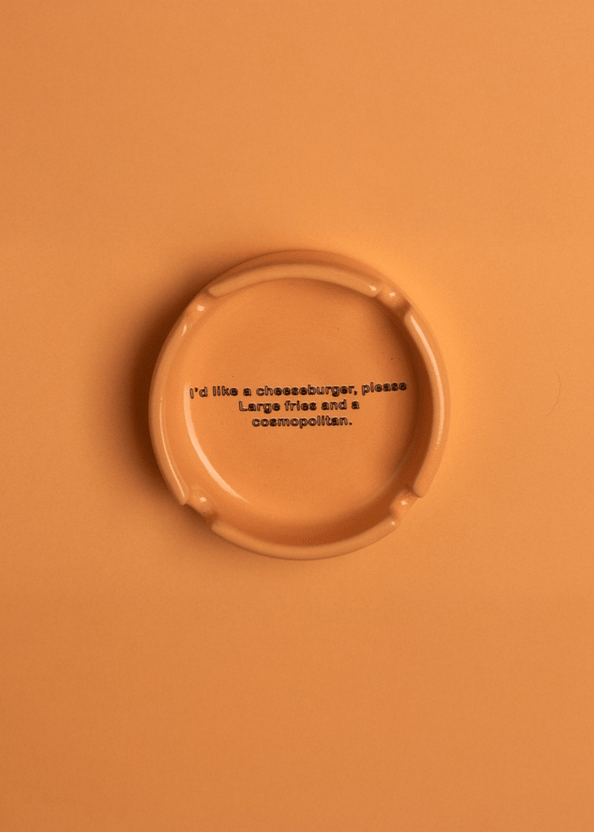 I'd like a cheeseburger, please
Large fries and a
cosmopolitan.